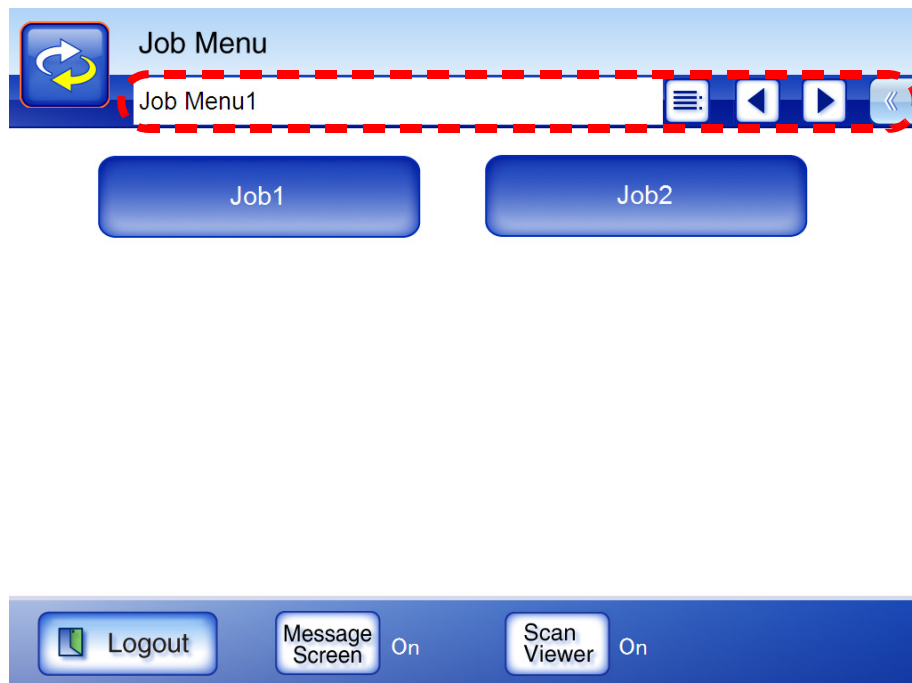 Job Menu
Job Menu1
Job1
Job2
Logout
Message
Screen
On
Scan
Viewer
On